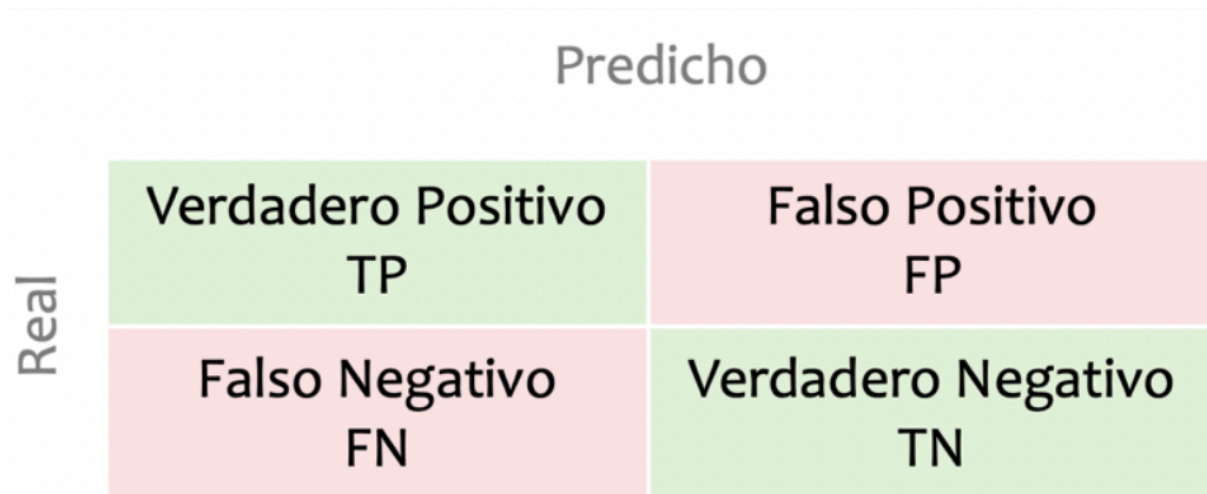 Predicho
Real
Verdadero Positivo
TP
Falso Positivo
FP
Falso Negativo
FN
Verdadero Negativo
TN